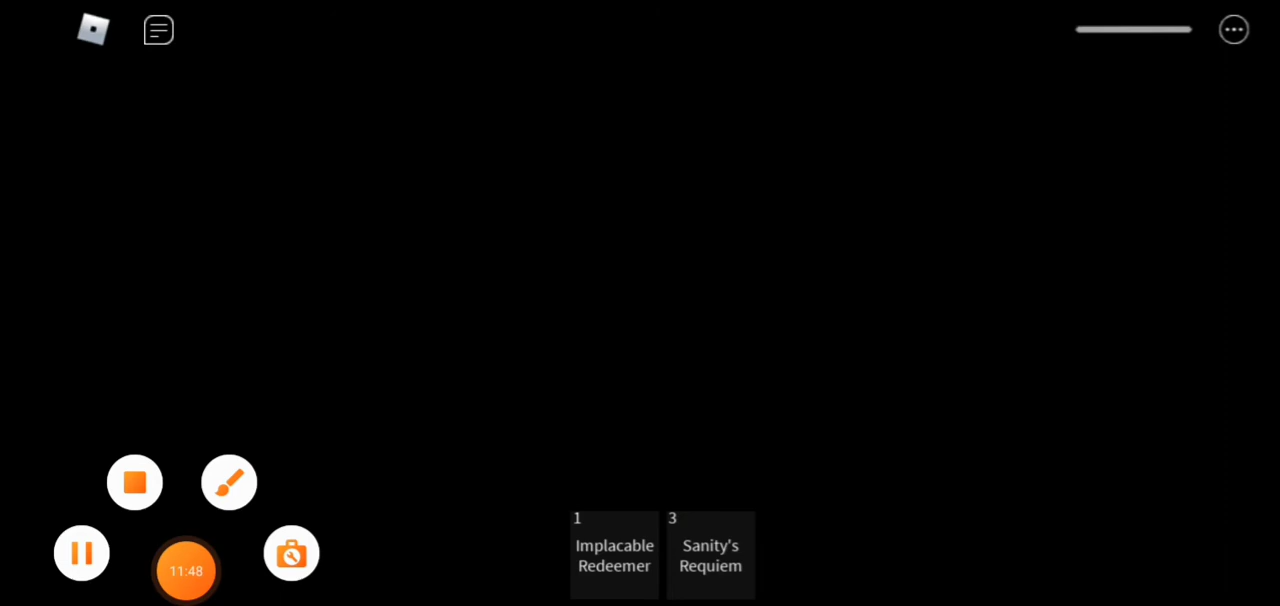 1
Implacable
Redeemer
3
Sanity's
Requiem
11:48